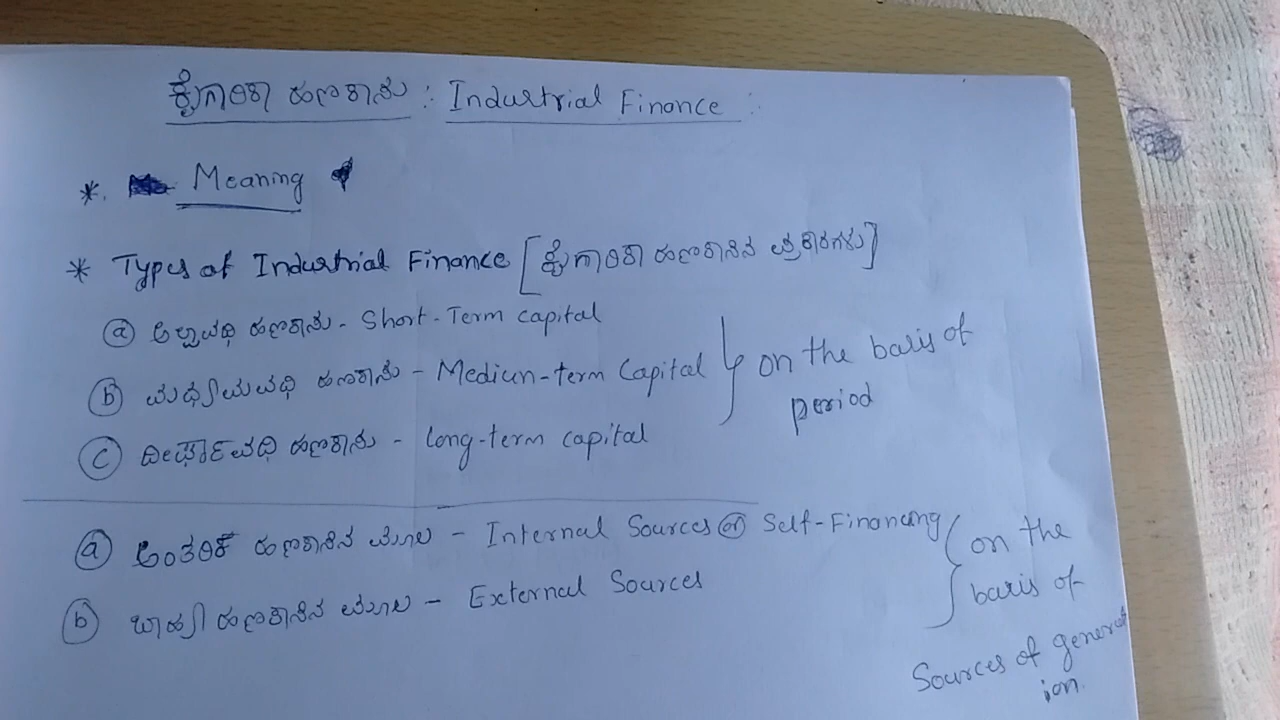 ಕೈಗಾರಿಕಾ ಹಣಕಾಸು : Industrial Finance :
*. Meaning
* Types of Industrial Finance [ಕೈಗಾರಿಕಾ ಹಣಕಾಸಿನ ಪ್ರಕಾರಗಳು]
ⓐ ಅಲ್ಪಾವಧಿ ಹಣಕಾಸು - Short-Term capital
ⓑ ಮಧ್ಯಮಾವಧಿ ಹಣಕಾಸು - Mediun-term Capital } on the basis of
period
ⓒ ದೀರ್ಘಾವಧಿ ಹಣಕಾಸು - long-term capital
ⓐ ಆಂತರಿಕ ಹಣಕಾಸಿನ ಮೂಲ - Internal Sources or Self-Financing } on the
basis of
ⓑ ಬಾಹ್ಯ ಹಣಕಾಸಿನ ಮೂಲ - External Sources
Sources of generat
ion.